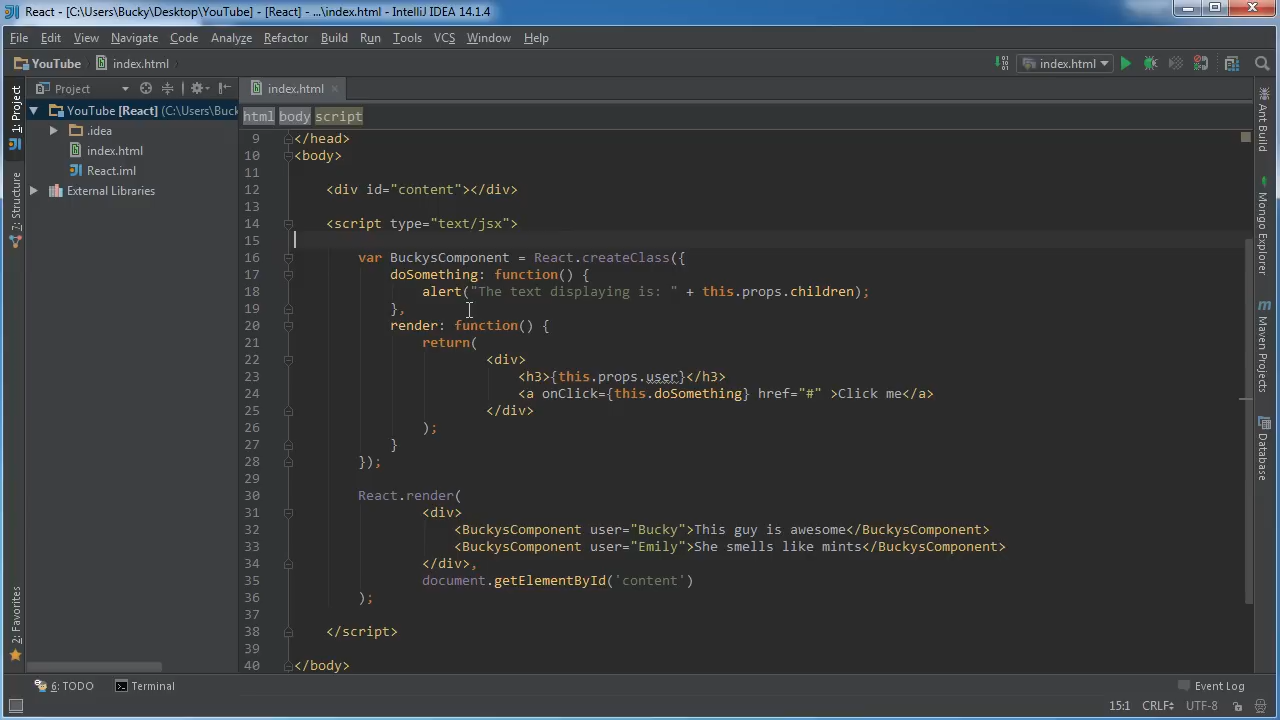 React - [C:\Users\Bucky\Desktop\YouTube] - [React] - ...\index.html - IntelliJ IDEA 14.1.4
File Edit View Navigate Code Analyze Refactor Build Run Tools VCS Window Help
YouTube index.html index.html
Project index.html
1: Project
YouTube [React] (C:\Users\Buck
.idea
index.html
React.iml
External Libraries
7: Structure
2: Favorites
html body script
9 </head>
10 <body>
11
12 <div id="content"></div>
13
14 <script type="text/jsx">
15
16 var BuckysComponent = React.createClass({
17 doSomething: function() {
18 alert("The text displaying is: " + this.props.children);
19 },
20 render: function() {
21 return(
22 <div>
23 <h3>{this.props.user}</h3>
24 <a onClick={this.doSomething} href="#" >Click me</a>
25 </div>
26 );
27 }
28 });
29
30 React.render(
31 <div>
32 <BuckysComponent user="Bucky">This guy is awesome</BuckysComponent>
33 <BuckysComponent user="Emily">She smells like mints</BuckysComponent>
34 </div>,
35 document.getElementById('content')
36 );
37
38 </script>
39
40 </body>
Ant Build
Mongo Explorer
Maven Projects
Database
6: TODO Terminal Event Log
15:1 CRLF UTF-8